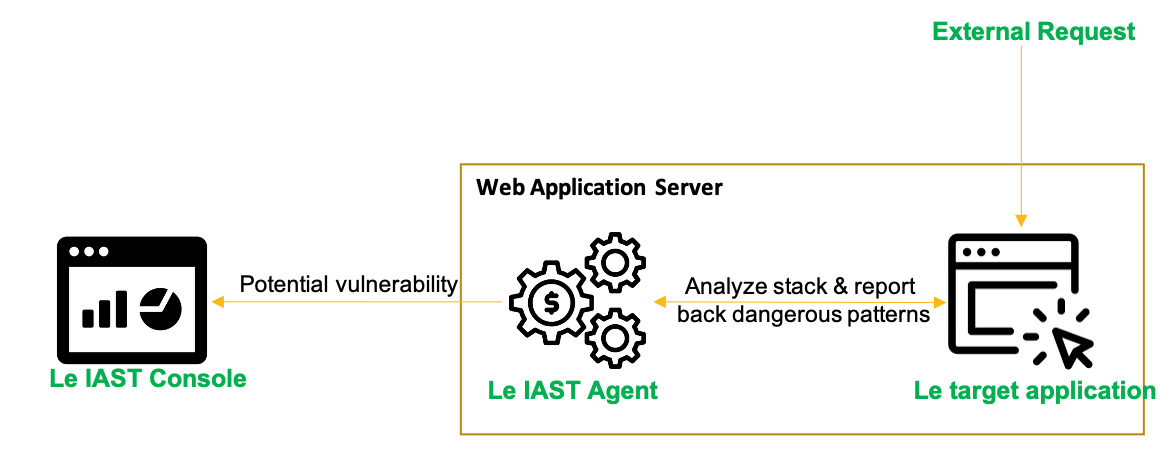 External Request
Web Application Server
Potential vulnerability
Analyze stack & report
back dangerous patterns
$
Le IAST Console
Le IAST Agent
Le target application